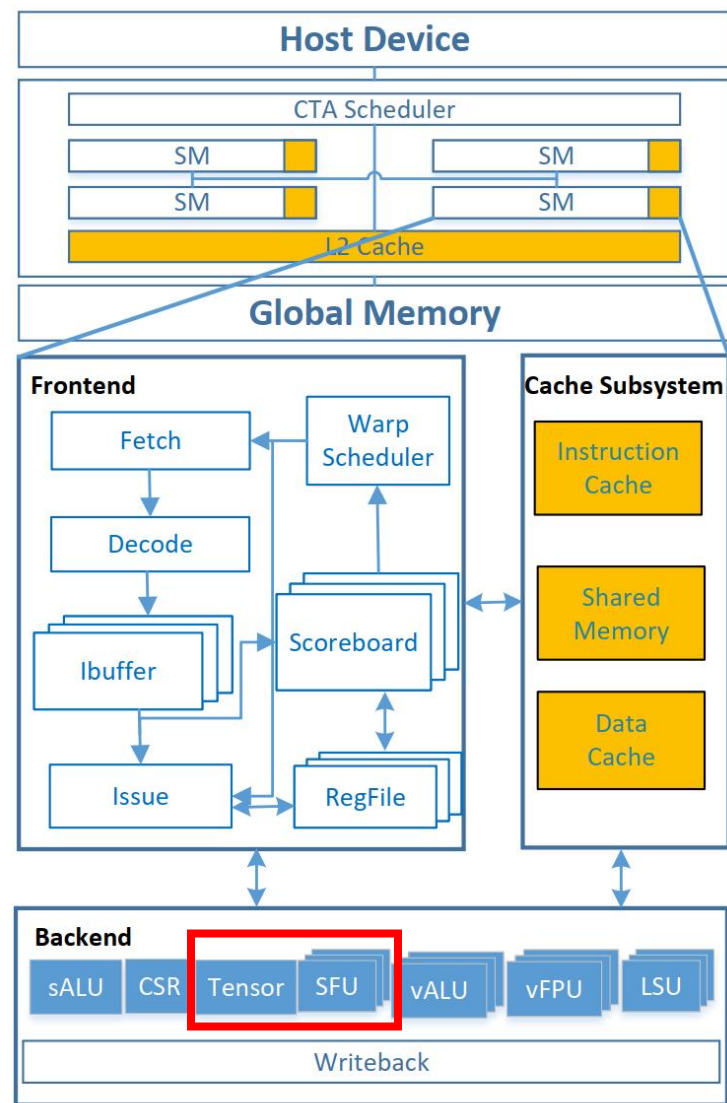 Host Device
CTA Scheduler
SM
SM
SM
SM
L2 Cache
Global Memory
Frontend
Cache Subsystem
Fetch
Warp
Scheduler
Instruction
Cache
Decode
Ibuffer
Scoreboard
Shared
Memory
Issue
RegFile
Data
Cache
Backend
sALU
CSR
Tensor
SFU
vALU
vFPU
LSU
Writeback